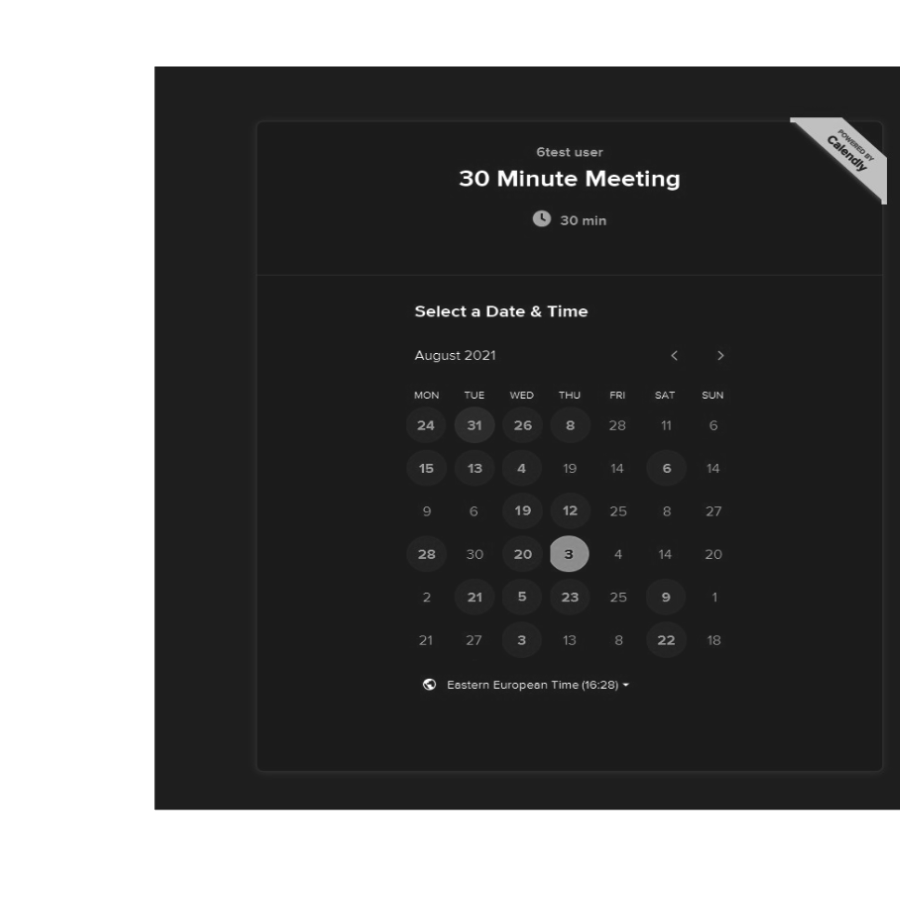 POWERED BY
Calendly
6test user
30 Minute Meeting
30 min
Select a Date & Time
August 2021
MON TUE WED THU FRI SAT SUN
24 31 26 8 28 11 6
15 13 4 19 14 6 14
9 6 19 12 25 8 27
28 30 20 3 4 14 20
2 21 5 23 25 9 1
21 27 3 13 8 22 18
Eastern European Time (16:28)